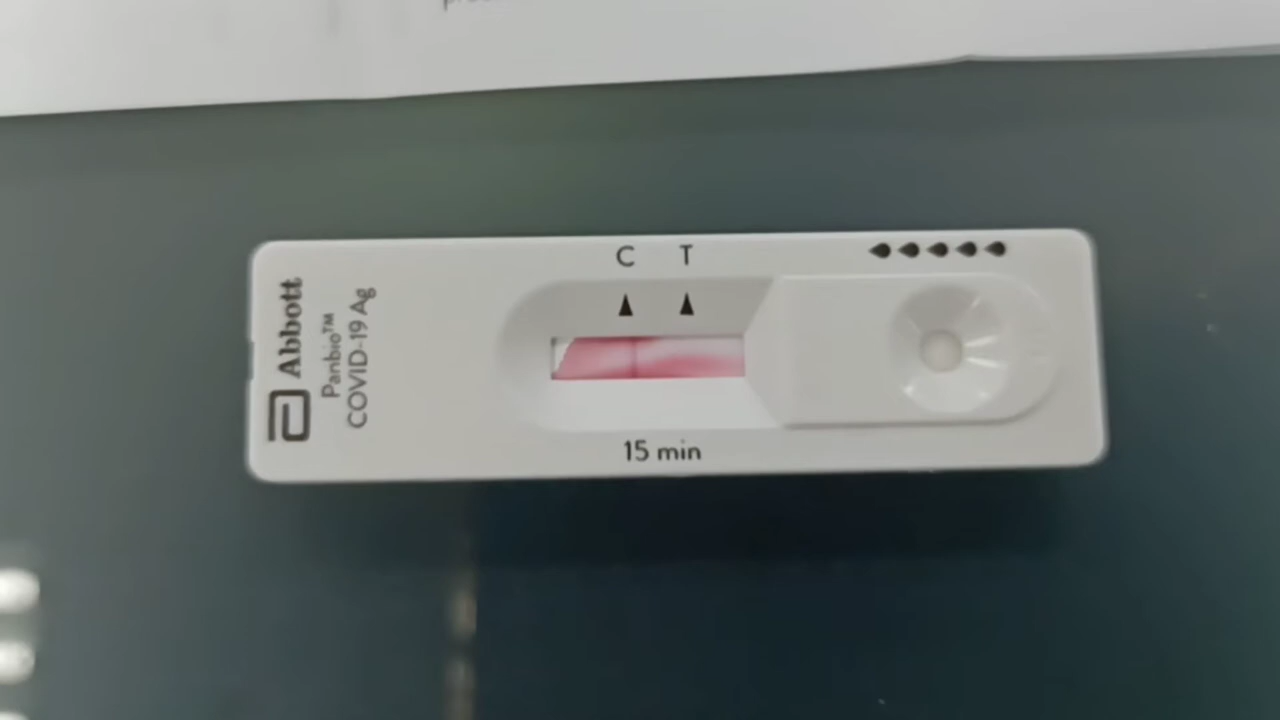 C T
Abbott
Panbio™
COVID-19 Ag
15 min